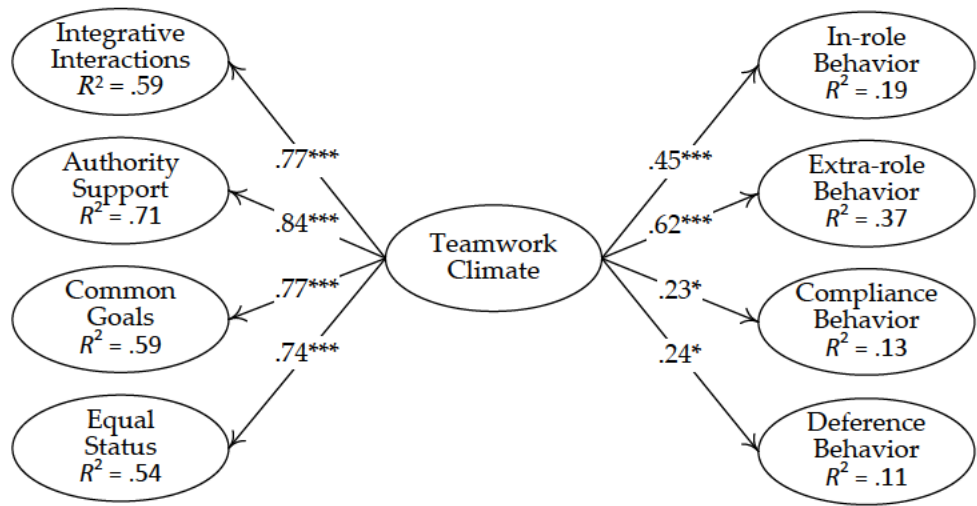 Integrative
Interactions
R² = .59
Authority
Support
R² = .71
Common
Goals
R² = .59
Equal
Status
R² = .54
.77***
.84***
.77***
.74***
Teamwork
Climate
.45***
.62***
.23*
.24*
In-role
Behavior
R² = .19
Extra-role
Behavior
R² = .37
Compliance
Behavior
R² = .13
Deference
Behavior
R² = .11